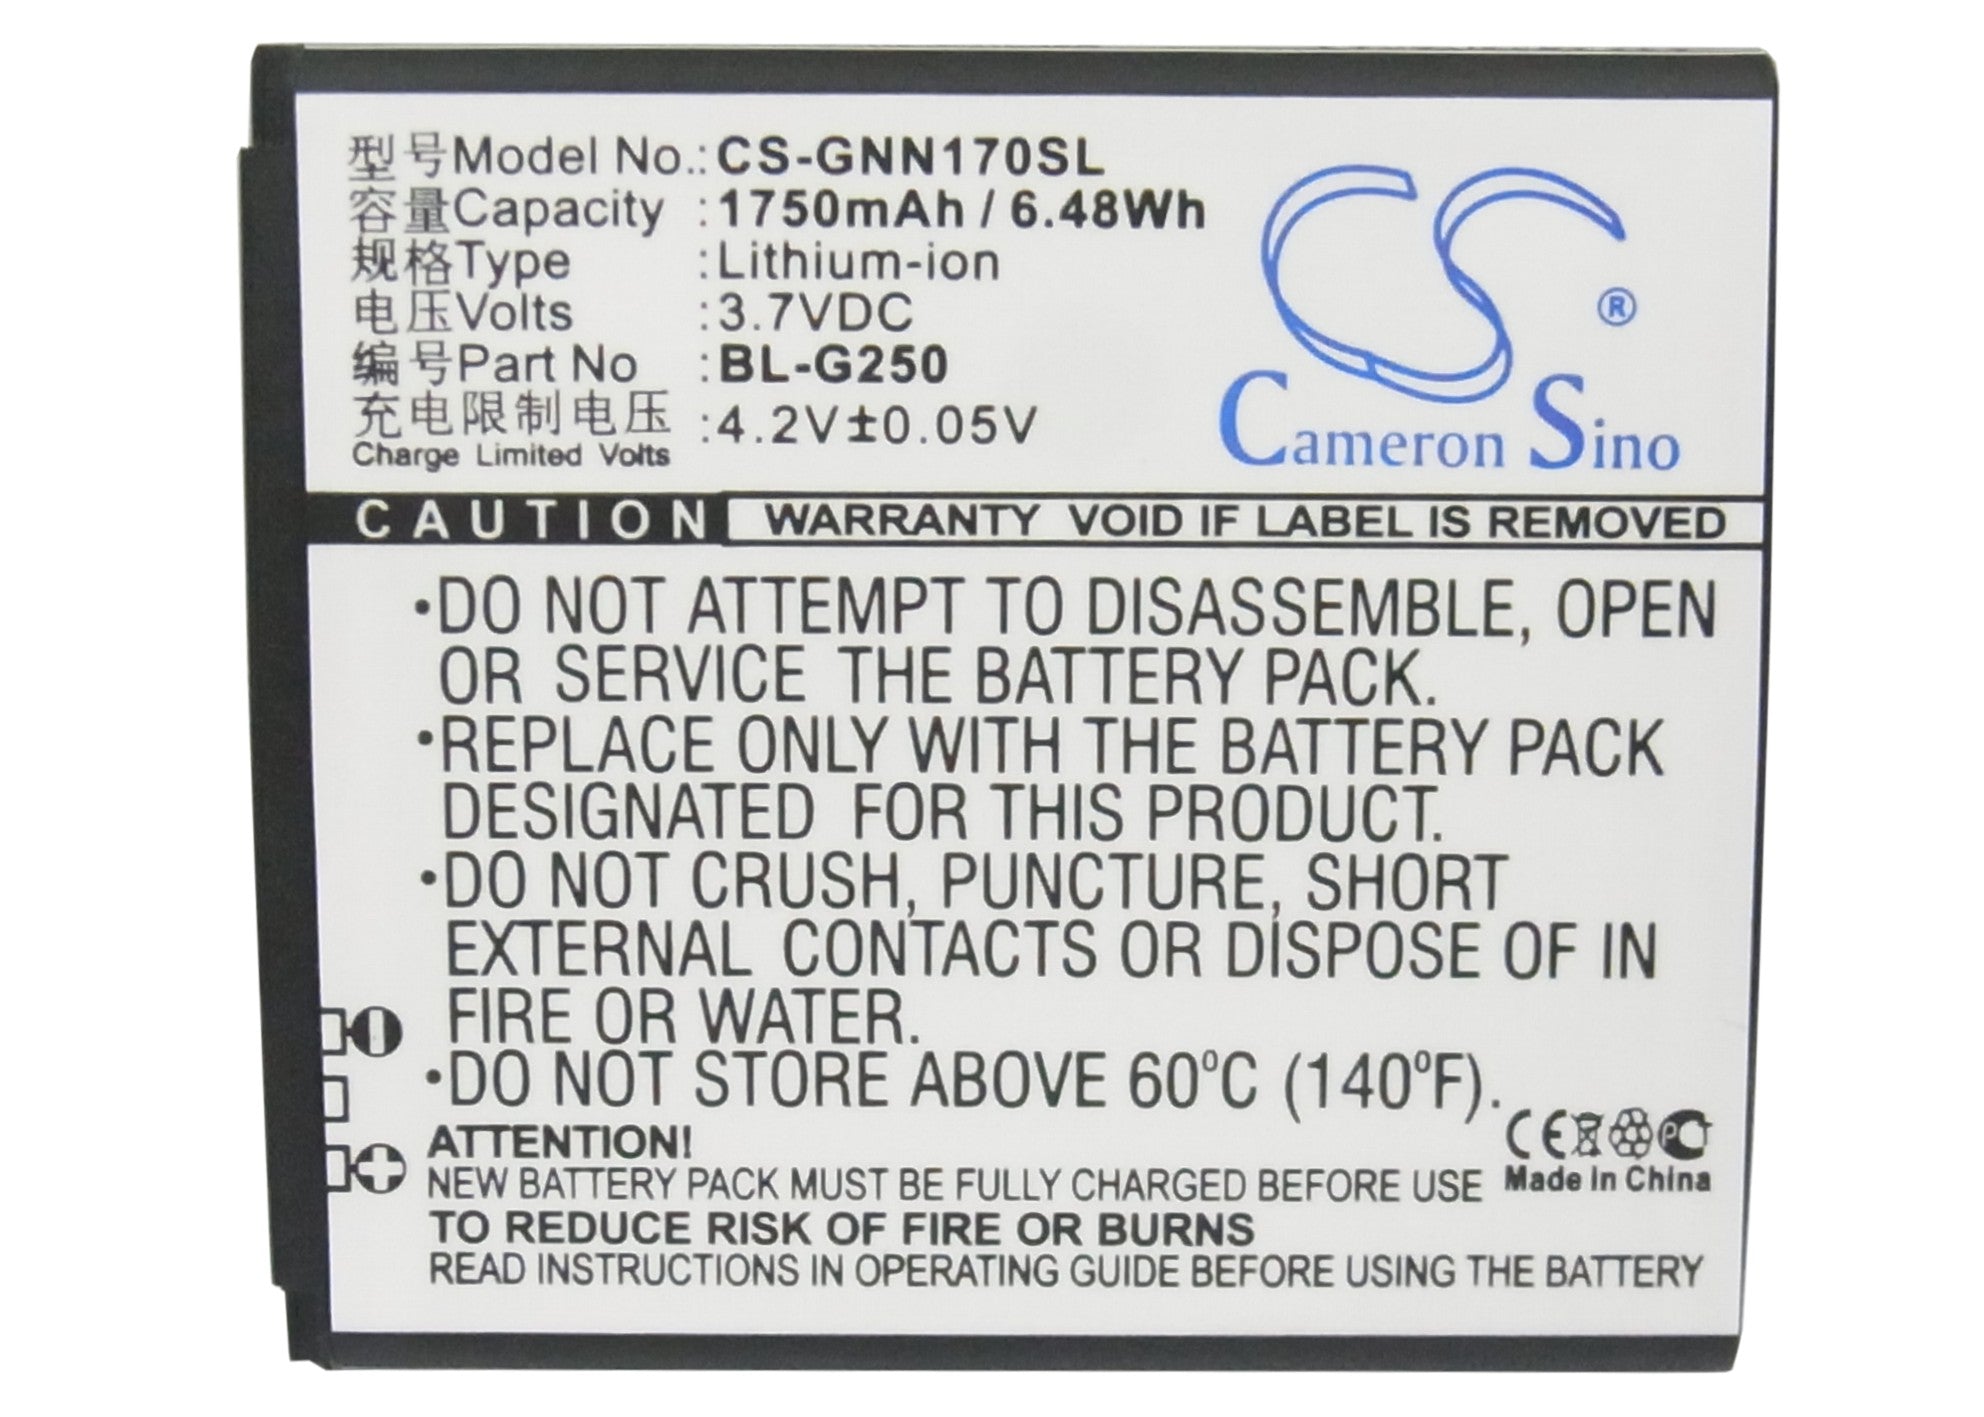 型号Model No.: CS-GNN170SL
容量Capacity : 1750mAh / 6.48Wh
规格Type : Lithium-ion
电压Volts : 3.7VDC
编号Part No : BL-G250
充电限制电压 : 4.2V±0.05V
Charge Limited Volts
CS ®
Cameron Sino
CAUTION WARRANTY VOID IF LABEL IS REMOVED
•DO NOT ATTEMPT TO DISASSEMBLE, OPEN
OR SERVICE THE BATTERY PACK.
•REPLACE ONLY WITH THE BATTERY PACK
DESIGNATED FOR THIS PRODUCT.
•DO NOT CRUSH, PUNCTURE, SHORT
EXTERNAL CONTACTS OR DISPOSE OF IN
FIRE OR WATER.
•DO NOT STORE ABOVE 60ºC (140ºF).
ATTENTION!
NEW BATTERY PACK MUST BE FULLY CHARGED BEFORE USE
TO REDUCE RISK OF FIRE OR BURNS
READ INSTRUCTIONS IN OPERATING GUIDE BEFORE USING THE BATTERY
CE
Made in China